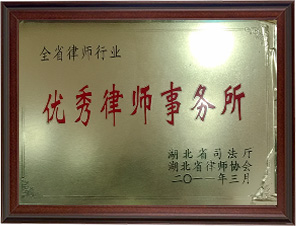 全省律师行业
优秀律师事务所
湖北省司法厅
湖北省律师协会
二〇一一年三月